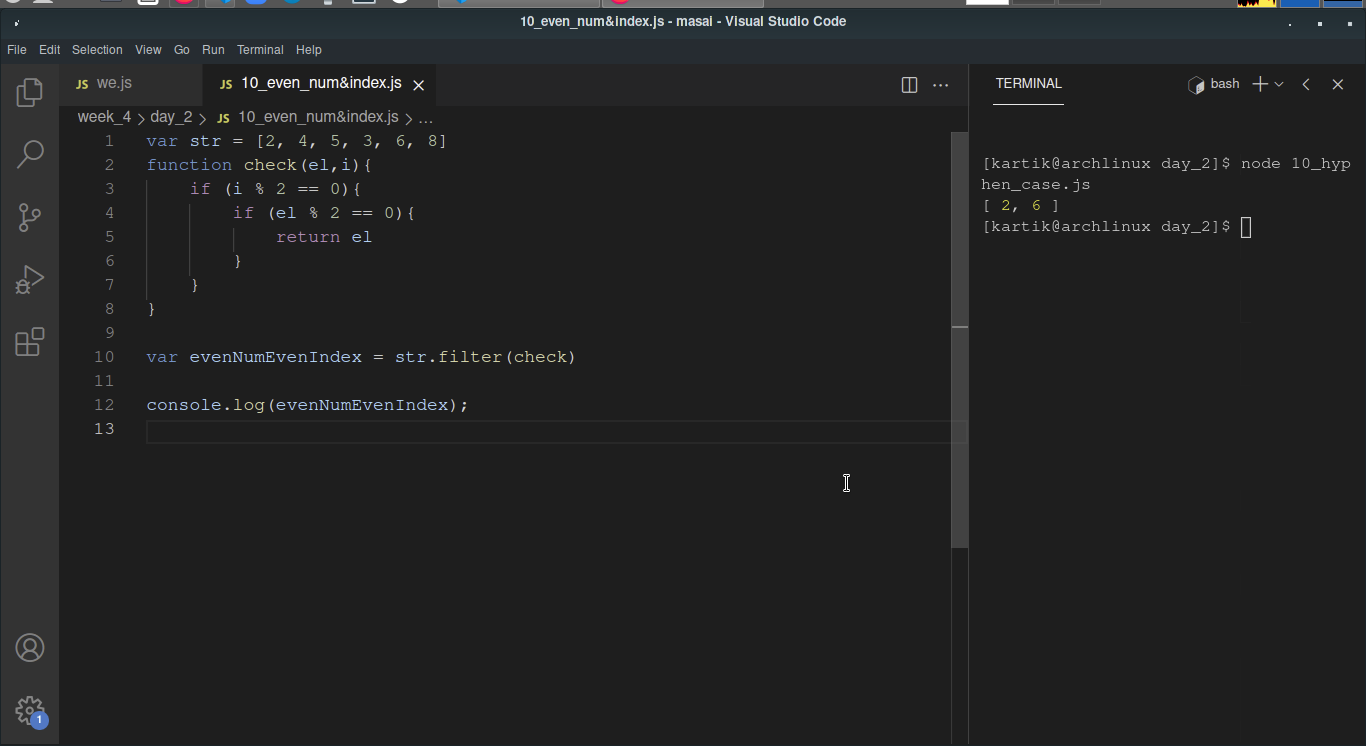 10_even_num&index.js - masai - Visual Studio Code
File Edit Selection View Go Run Terminal Help
JS we.js
JS 10_even_num&index.js
week_4 > day_2 > JS 10_even_num&index.js > ...
1 var str = [2, 4, 5, 3, 6, 8]
2 function check(el,i){
3 if (i % 2 == 0){
4 if (el % 2 == 0){
5 return el
6 }
7 }
8 }
9
10 var evenNumEvenIndex = str.filter(check)
11
12 console.log(evenNumEvenIndex);
13
1
TERMINAL
bash
[kartik@archlinux day_2]$ node 10_hyp
hen_case.js
[ 2, 6 ]
[kartik@archlinux day_2]$